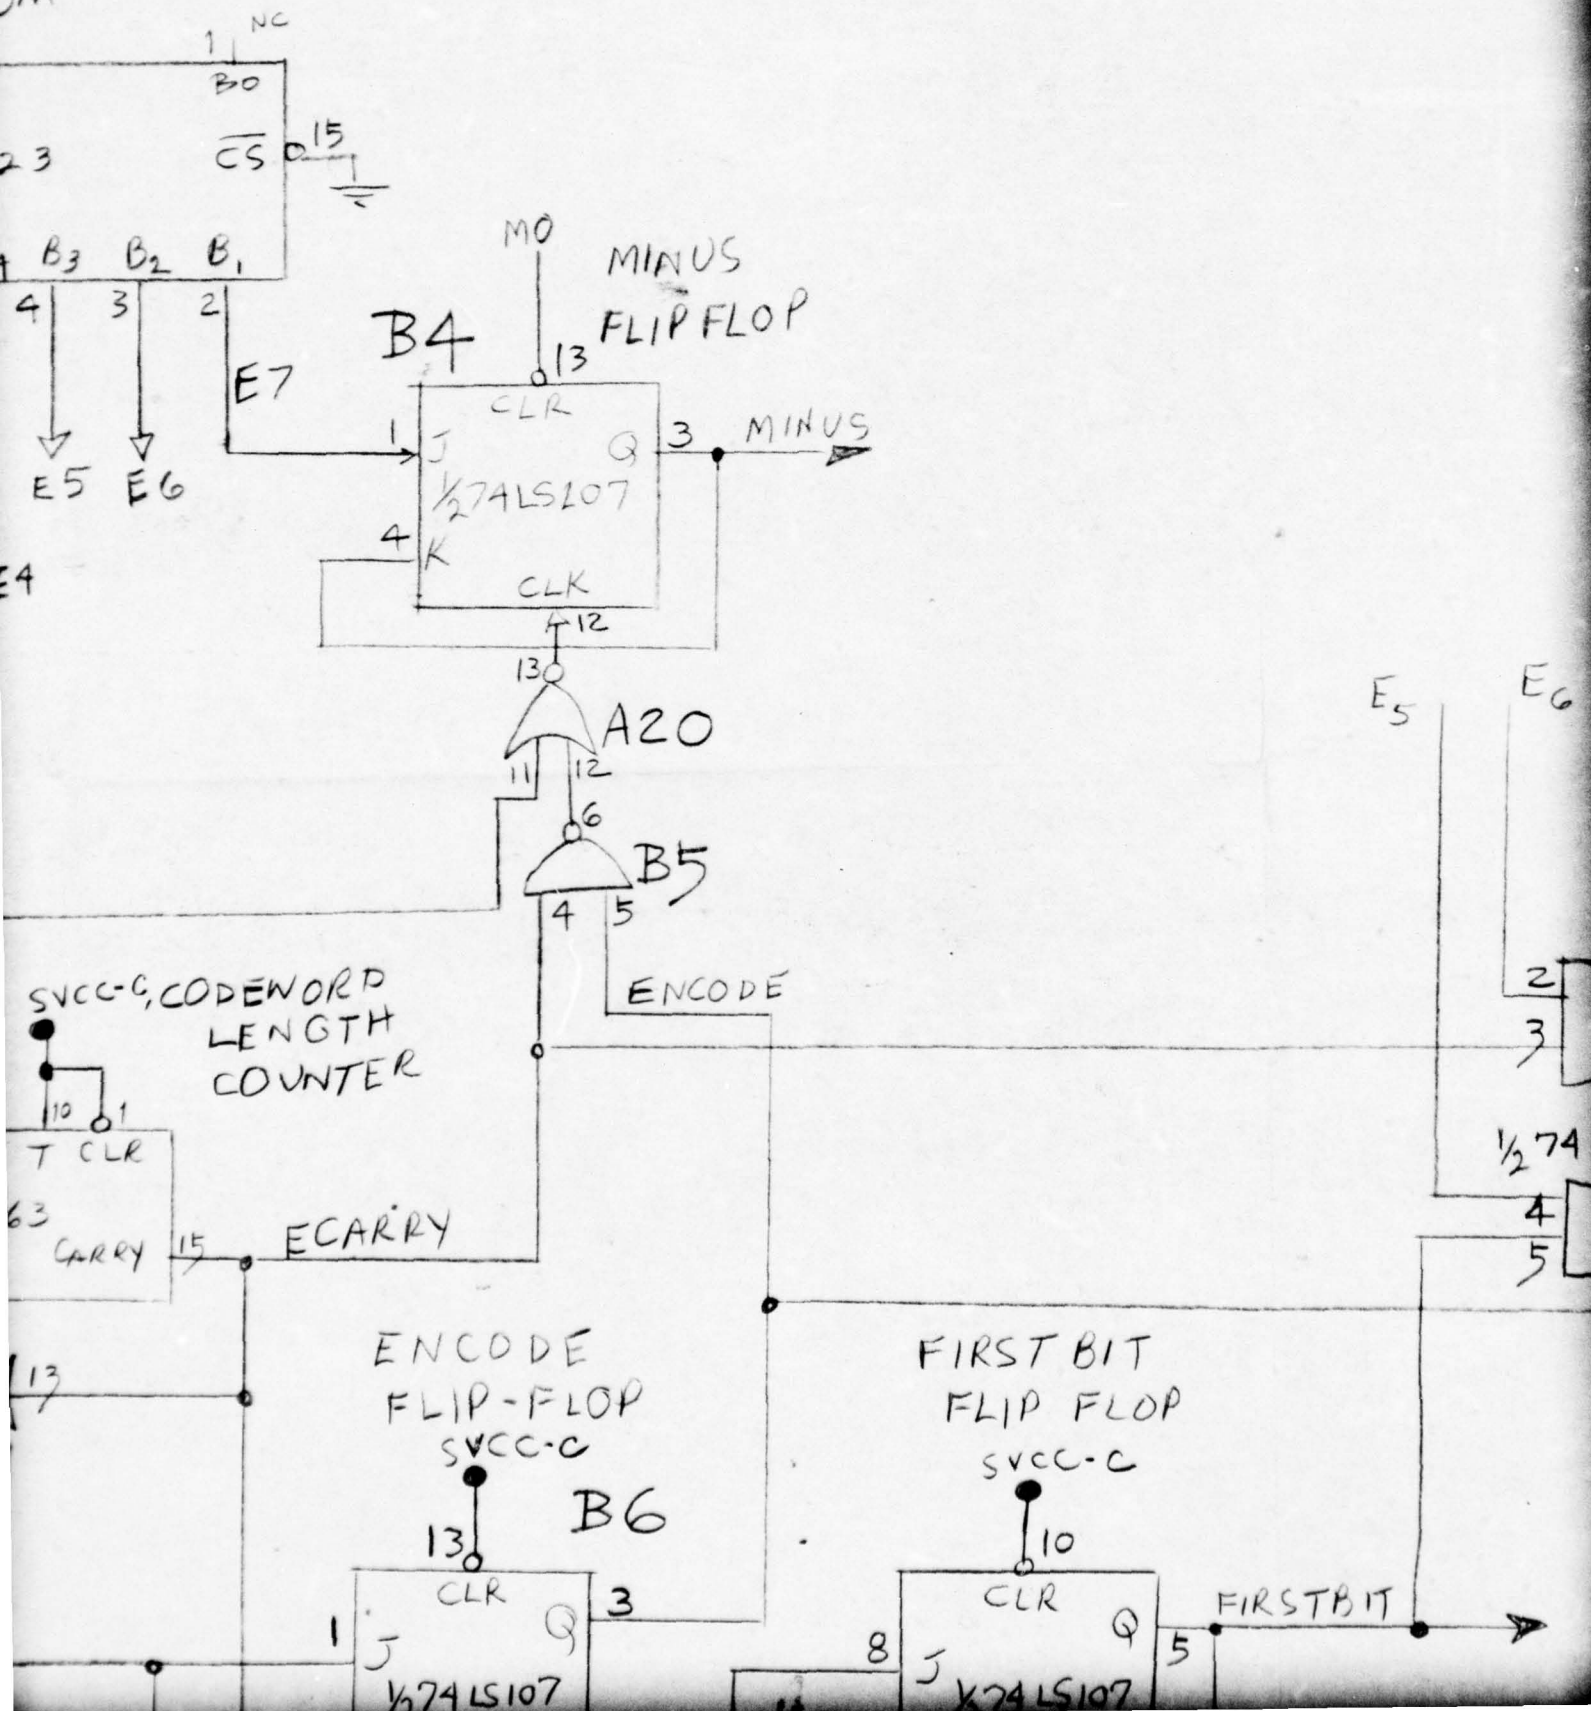 1 NC
B0
CS 15
23
B3 B2 B1
4 3 2
E7
E5 E6
E4
M0
MINUS
FLIP FLOP
B4
13
CLR
1 J Q 3 MINUS
1/2 74LS107
4 K
CLK
12
13
A20
11 12
6
B5
4 5
ENCODE
E5 E6
2
3
1/2 74
4
5
SVCC-C, CODEWORD
LENGTH
COUNTER
10 1
T CLR
63
CARRY 15 ECARRY
13
ENCODE
FLIP-FLOP
SVCC-C
B6
13
CLR
1 J Q 3
1/2 74LS107
FIRST BIT
FLIP FLOP
SVCC-C
10
CLR
8 J Q 5 FIRSTBIT
1/2 74LS107